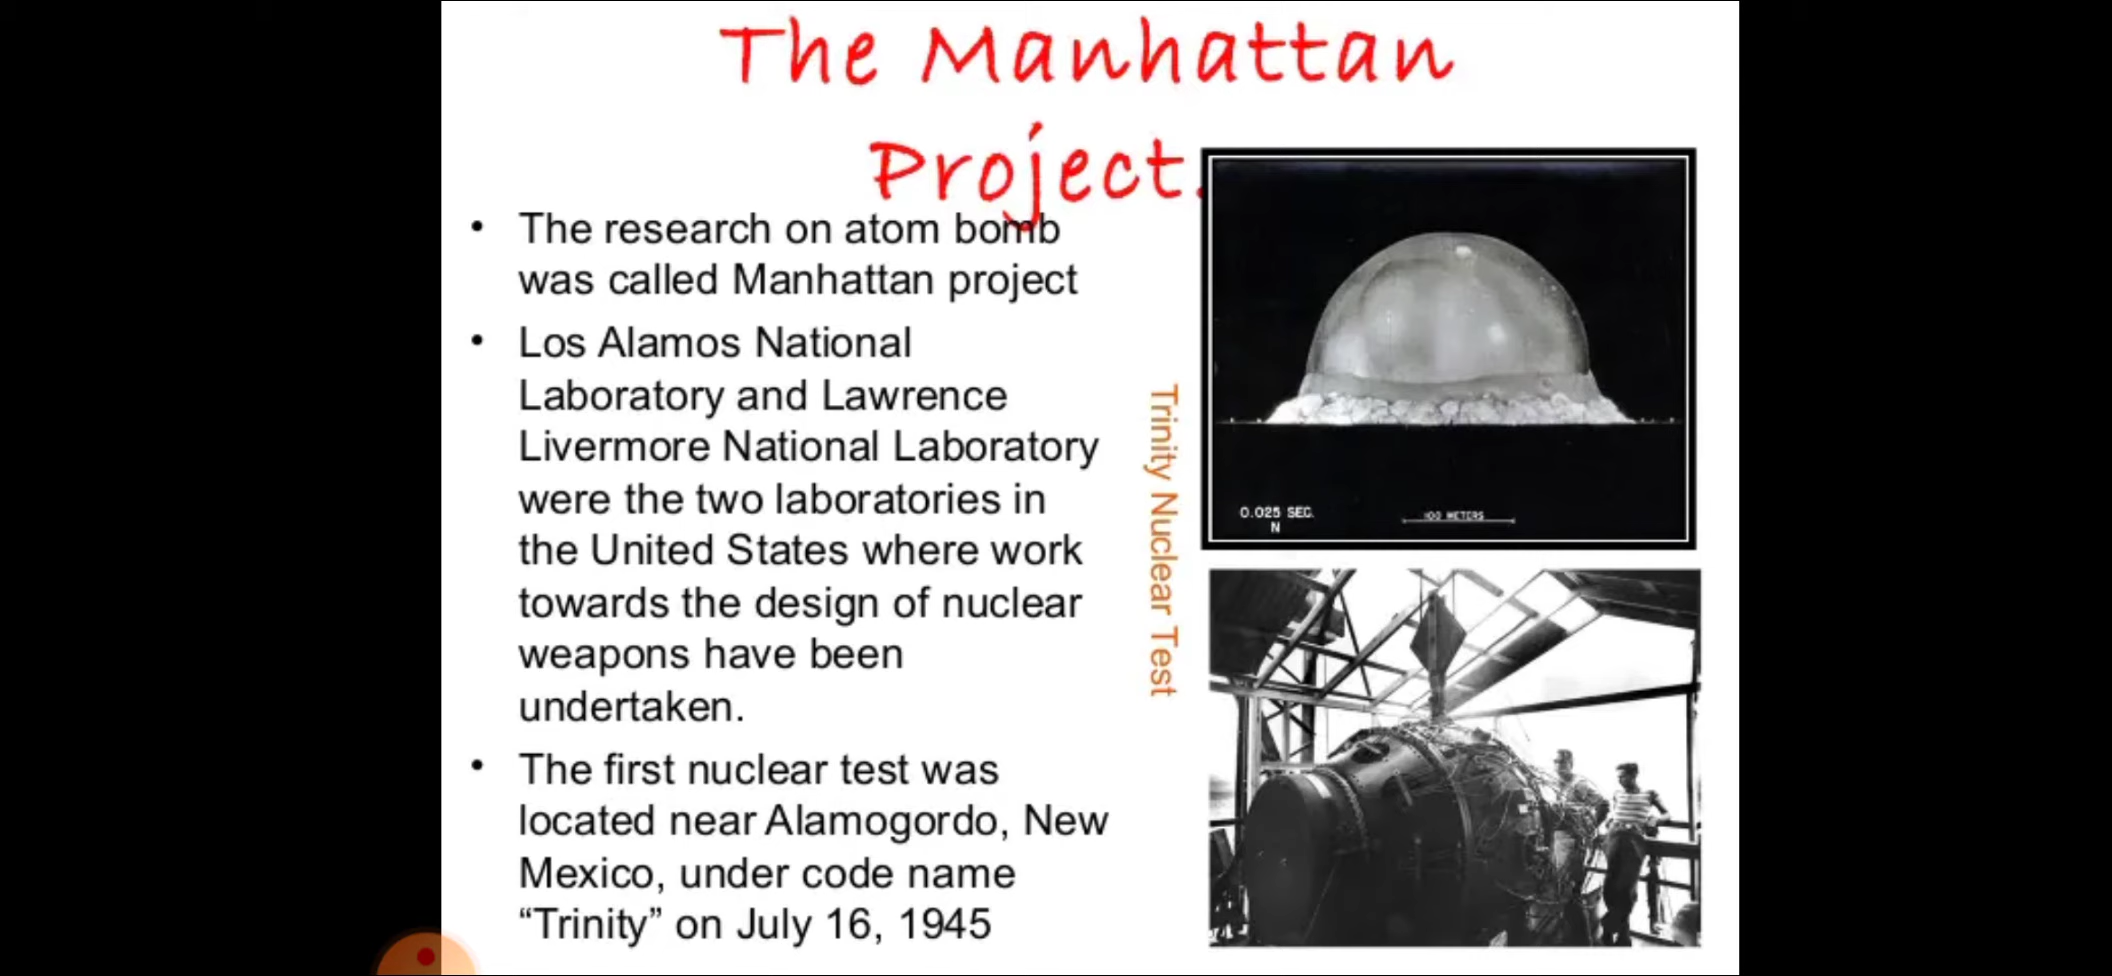 The Manhattan
Project.
• The research on atom bomb
was called Manhattan project
• Los Alamos National
Laboratory and Lawrence
Livermore National Laboratory
were the two laboratories in
the United States where work
towards the design of nuclear
weapons have been
undertaken.
• The first nuclear test was
located near Alamogordo, New
Mexico, under code name
“Trinity” on July 16, 1945
Trinity Nuclear Test
0.025 SEC.
N
100 METERS